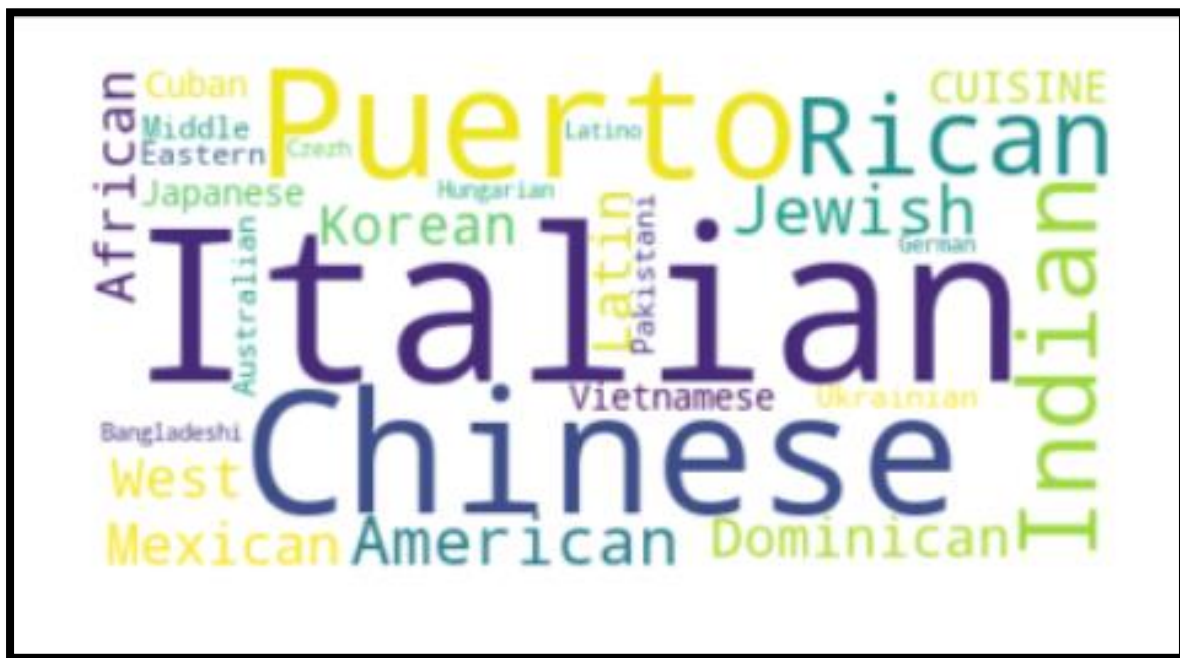 African
Cuban
Puerto
Rican
CUISINE
Middle
Eastern
Czezh
Latino
Japanese
Hungarian
Korean
Latin
Pakistani
Jewish
German
Indian
Australian
Italian
Vietnamese
Ukrainian
Bangladeshi
Chinese
West
Mexican
American
Dominican